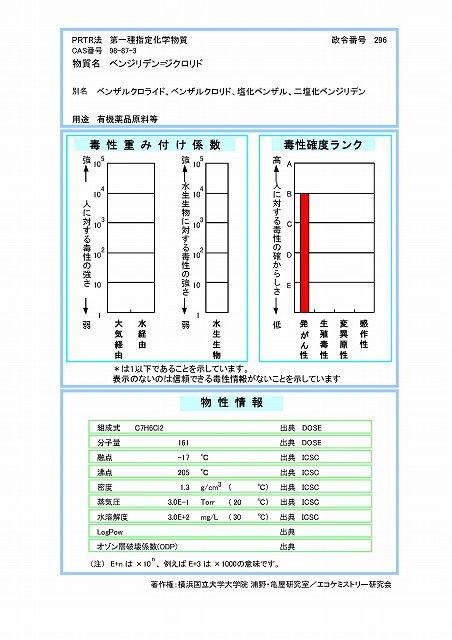 PRTR法 第一種指定化学物質 政令番号 296
CAS番号 98-87-3
物質名 ベンジリデン=ジクロリド
別名 ベンザルクロライド、ベンザルクロリド、塩化ベンザル、二塩化ベンジリデン
用途 有機薬品原料等
毒性重み付け係数
強 人に対する毒性の強さ 弱
10^5
10^4
10^3
10^2
10
1
大気経由
水経由
強 水生生物に対する毒性の強さ 弱
10^5
10^4
10^3
10^2
10
1
水生生物
毒性確度ランク
高 人に対する毒性の確からしさ 低
A
B
C
D
E
発がん性
生殖毒性
変異原性
感作性
*は1以下であることを示しています。
表示のないのは信頼できる毒性情報がないことを示しています
物性情報
組成式 C7H6Cl2 出典 DOSE
分子量 161 出典 DOSE
融点 -17 ℃ 出典 ICSC
沸点 205 ℃ 出典 ICSC
密度 1.3 g/cm3 ( ℃) 出典 ICSC
蒸気圧 3.0E-1 Torr (20 ℃) 出典 ICSC
水溶解度 3.0E+2 mg/L (30 ℃) 出典 ICSC
LogPow 出典
オゾン層破壊係数(ODP) 出典
(注) E+n は ×10^n、例えば E+3 は ×1000の意味です。
著作権:横浜国立大学大学院 浦野・亀屋研究室/エコケミストリー研究会